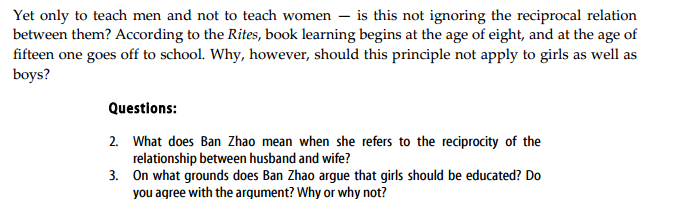 Yet only to teach men and not to teach women — is this not ignoring the reciprocal relation
between them? According to the Rites, book learning begins at the age of eight, and at the age of
fifteen one goes off to school. Why, however, should this principle not apply to girls as well as
boys?
Questions:
2. What does Ban Zhao mean when she refers to the reciprocity of the
relationship between husband and wife?
3. On what grounds does Ban Zhao argue that girls should be educated? Do
you agree with the argument? Why or why not?